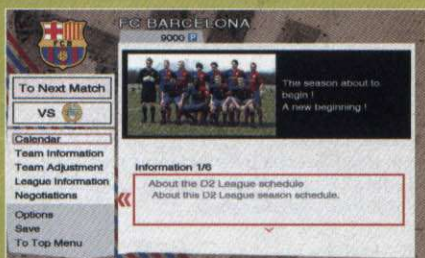 FC BARCELONA
9000 P
FCB
To Next Match
VS
The season about to
begin !
A new beginning !
Calendar
Team Information
Team Adjustment
League Information
Negotiations
Options
Save
To Top Menu
Information 1/6
About the D2 League schedule
About this D2 League season schedule.